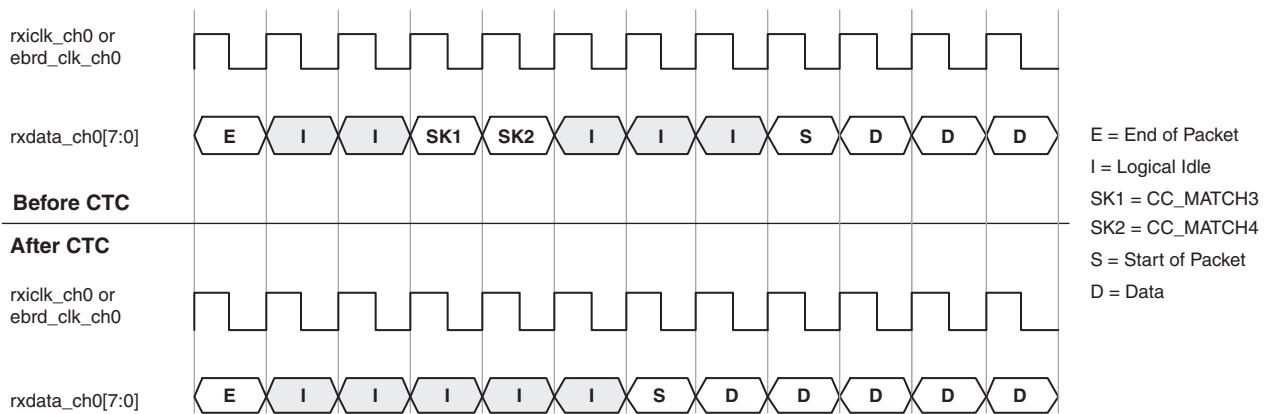 rxiclk_ch0 or
ebrd_clk_ch0
rxdata_ch0[7:0]
E I I SK1 SK2 I I I S D D D
Before CTC
After CTC
rxiclk_ch0 or
ebrd_clk_ch0
rxdata_ch0[7:0]
E I I I I I S D D D D D
E = End of Packet
I = Logical Idle
SK1 = CC_MATCH3
SK2 = CC_MATCH4
S = Start of Packet
D = Data